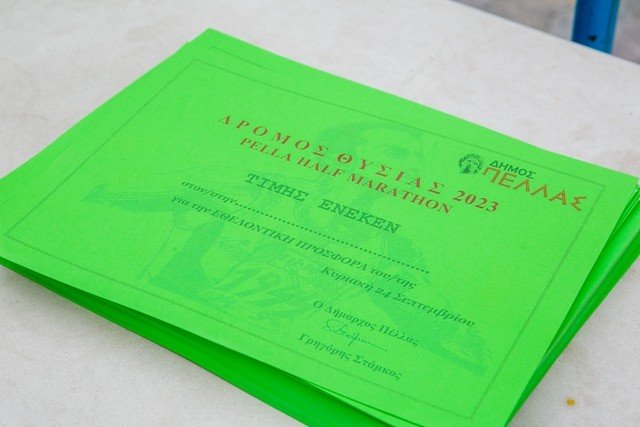 ΔΡΟΜΟΣ ΘΥΣΙΑΣ 2023
PELLA HALF MARATHON
ΔΗΜΟΣ
ΠΕΛΛΑΣ
ΤΙΜΗΣ ΕΝΕΚΕΝ
στον/στην..........................................
για την ΕΘΕΛΟΝΤΙΚΗ ΠΡΟΣΦΟΡΑ του/της
Κυριακή 24 Σεπτεμβρίου
Ο Δήμαρχος Πέλλας
Γρηγόρης Στάμκος